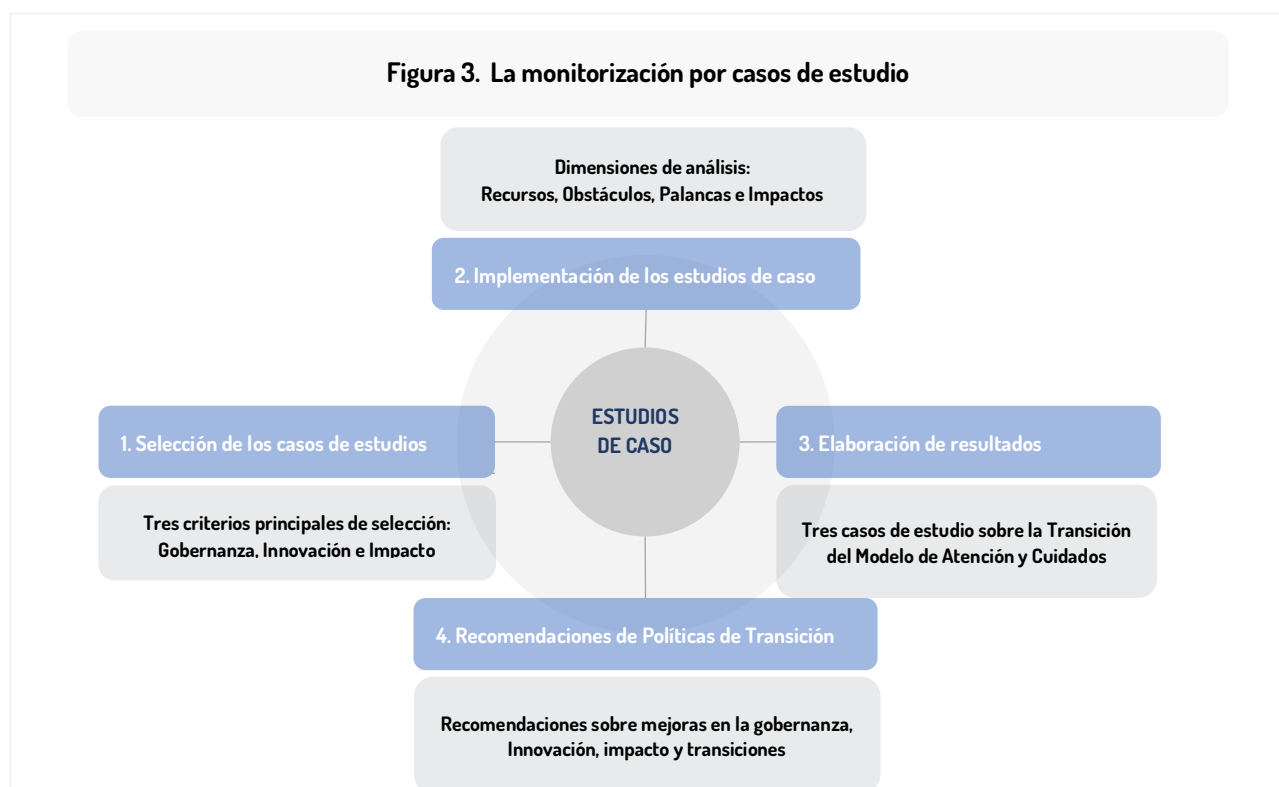 Figura 3. La monitorización por casos de estudio
Dimensiones de análisis:
Recursos, Obstáculos, Palancas e Impactos
2. Implementación de los estudios de caso
ESTUDIOS
DE CASO
1. Selección de los casos de estudios
Tres criterios principales de selección:
Gobernanza, Innovación e Impacto
3. Elaboración de resultados
Tres casos de estudio sobre la Transición
del Modelo de Atención y Cuidados
4. Recomendaciones de Políticas de Transición
Recomendaciones sobre mejoras en la gobernanza,
Innovación, impacto y transiciones